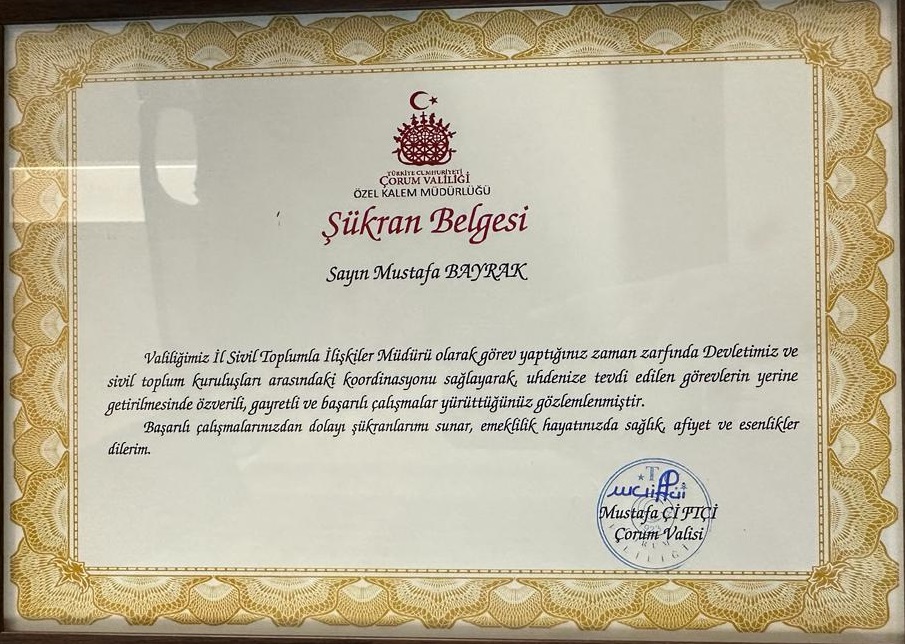 TÜRKİYE CUMHURİYETİ
ÇORUM VALİLİĞİ
ÖZEL KALEM MÜDÜRLÜĞÜ
Şükran Belgesi
Sayın Mustafa BAYRAK
Valiliğimiz İl Sivil Toplumla İlişkiler Müdürü olarak görev yaptığınız zaman zarfında Devletimiz ve
sivil toplum kuruluşları arasındaki koordinasyonu sağlayarak, uhdenize tevdi edilen görevlerin yerine
getirilmesinde özverili, gayretli ve başarılı çalışmalar yürüttüğünüz gözlemlenmiştir.
Başarılı çalışmalarınızdan dolayı şükranlarımı sunar, emeklilik hayatınızda sağlık, afiyet ve esenlikler
dilerim.
Mustafa ÇİFTÇİ
Çorum Valisi